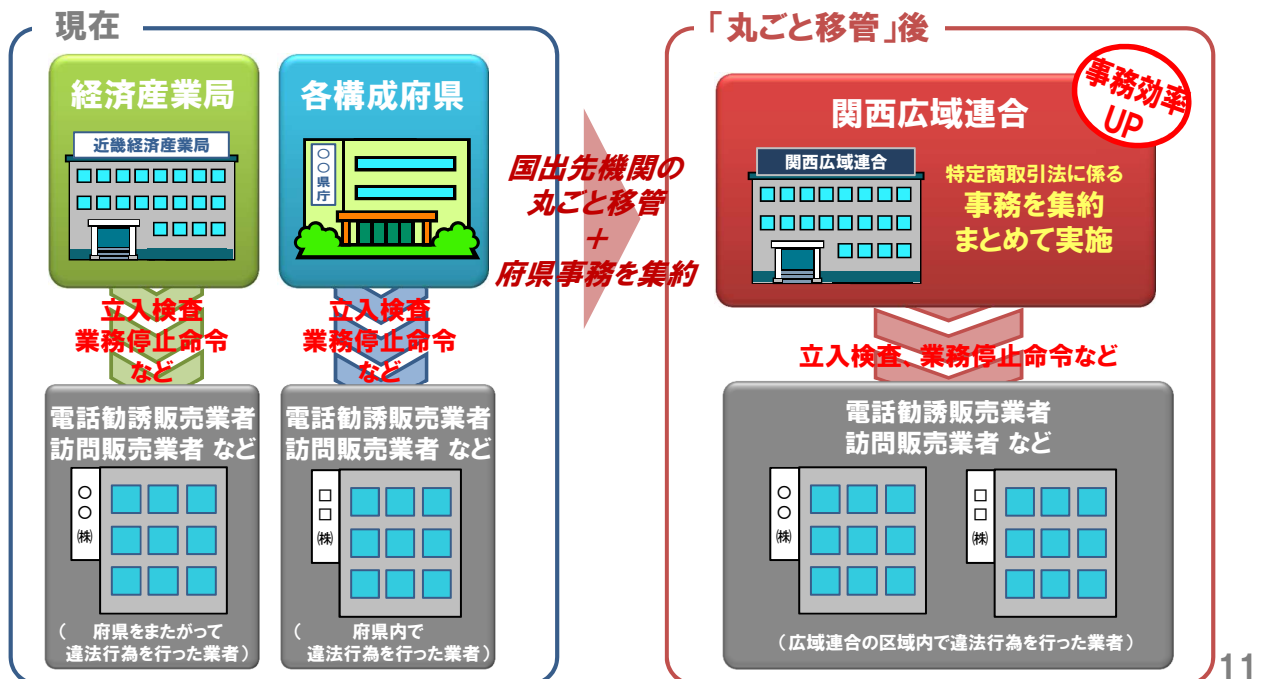 現在
経済産業局
近畿経済産業局
立入検査
業務停止命令
など
電話勧誘販売業者
訪問販売業者 など
○○㈱
( 府県をまたがって
違法行為を行った業者)
各構成府県
○○県庁
立入検査
業務停止命令
など
電話勧誘販売業者
訪問販売業者 など
□□㈱
( 府県内で
違法行為を行った業者)
国出先機関の
丸ごと移管
+
府県事務を集約
「丸ごと移管」後
事務効率
UP
関西広域連合
関西広域連合
特定商取引法に係る
事務を集約
まとめて実施
立入検査、業務停止命令など
電話勧誘販売業者
訪問販売業者 など
○○㈱
□□㈱
(広域連合の区域内で違法行為を行った業者)
11